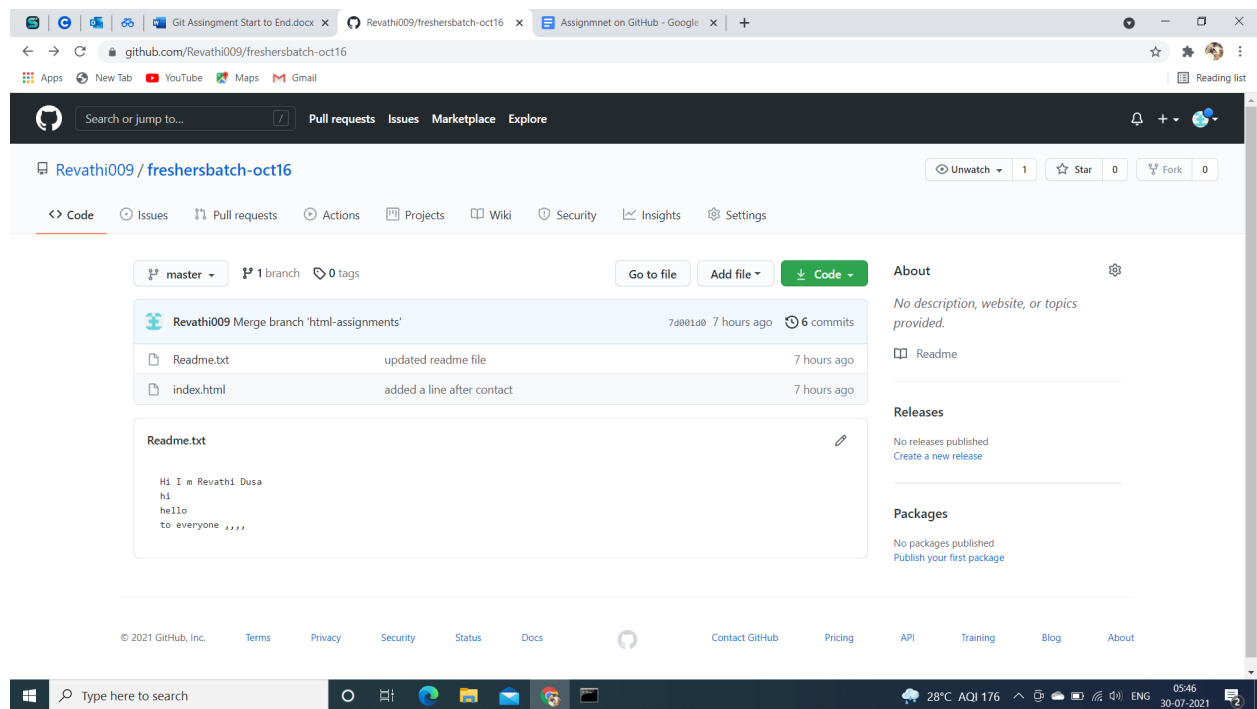 Git Assingment Start to End.docx
Revathi009/freshersbatch-oct16
Assignmnet on GitHub - Google
github.com/Revathi009/freshersbatch-oct16
Apps New Tab YouTube Maps Gmail Reading list
Search or jump to... / Pull requests Issues Marketplace Explore
Revathi009 / freshersbatch-oct16 Unwatch 1 Star 0 Fork 0
Code Issues Pull requests Actions Projects Wiki Security Insights Settings
master 1 branch 0 tags Go to file Add file Code
Revathi009 Merge branch 'html-assignments' 7d001d0 7 hours ago 6 commits
Readme.txt updated readme file 7 hours ago
index.html added a line after contact 7 hours ago
Readme.txt
Hi I m Revathi Dusa
hi
hello
to everyone ,,,,
About
No description, website, or topics
provided.
Readme
Releases
No releases published
Create a new release
Packages
No packages published
Publish your first package
© 2021 GitHub, Inc. Terms Privacy Security Status Docs Contact GitHub Pricing API Training Blog About
Type here to search 28°C AQI 176 ENG 05:46
30-07-2021 2